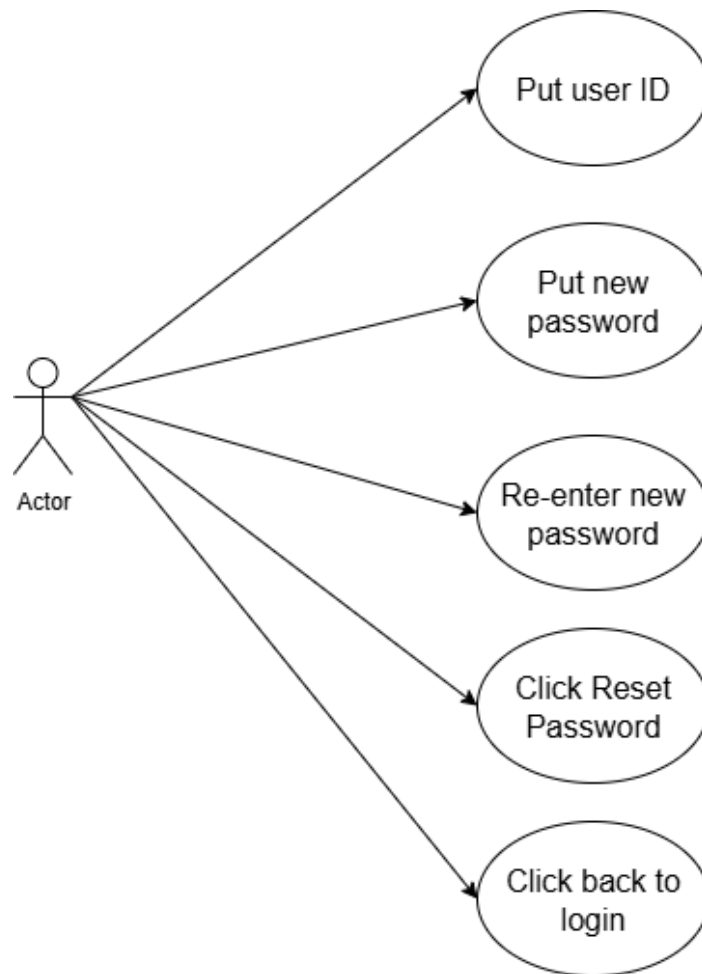 Put user ID
Put new
password
Actor
Re-enter new
password
Click Reset
Password
Click back to
login